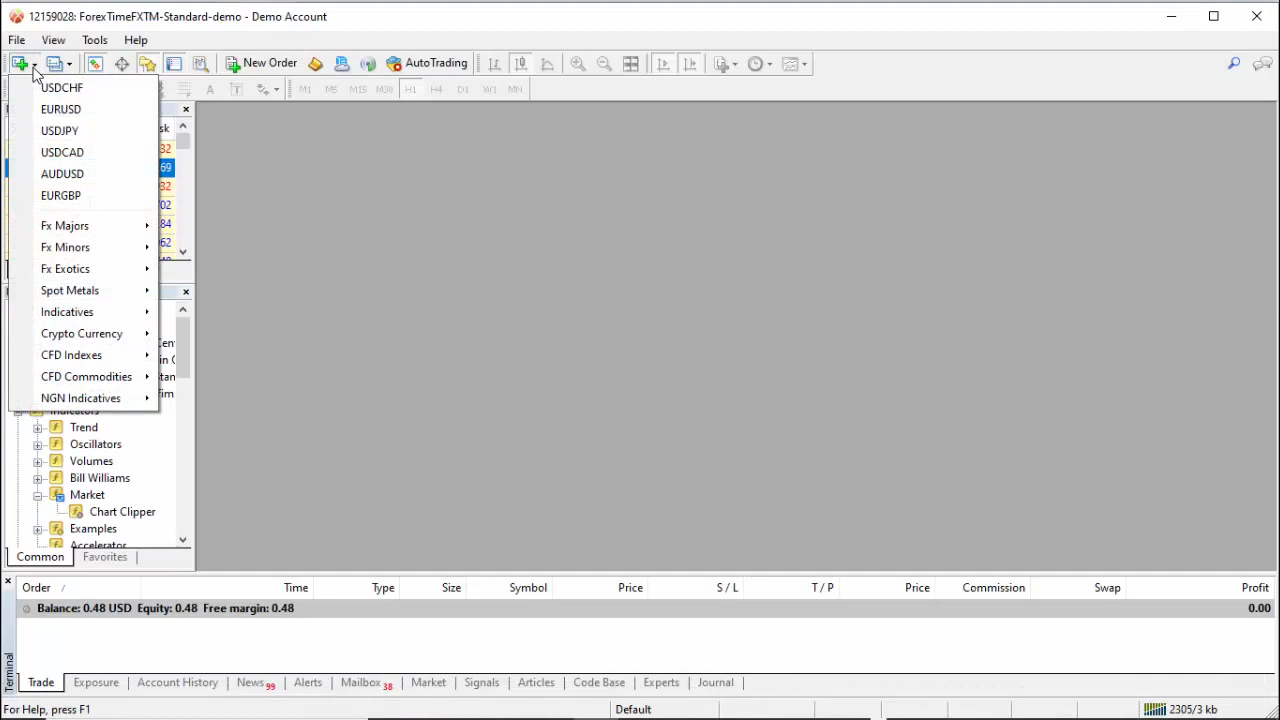 12159028: ForexTimeFXTM-Standard-demo - Demo Account
File View Tools Help
New Order AutoTrading
A T M1 M5 M15 M30 H1 H4 D1 W1 MN
USDCHF
EURUSD
USDJPY
USDCAD
AUDUSD
EURGBP
Fx Majors
Fx Minors
Fx Exotics
Spot Metals
Indicatives
Crypto Currency
CFD Indexes
CFD Commodities
NGN Indicatives
Indicators
Trend
Oscillators
Volumes
Bill Williams
Market
Chart Clipper
Examples
Accelerator
Common Favorites
Order / Time Type Size Symbol Price S / L T / P Price Commission Swap Profit
Balance: 0.48 USD Equity: 0.48 Free margin: 0.48 0.00
Terminal
Trade Exposure Account History News 99 Alerts Mailbox 38 Market Signals Articles Code Base Experts Journal
For Help, press F1 Default 2305/3 kb